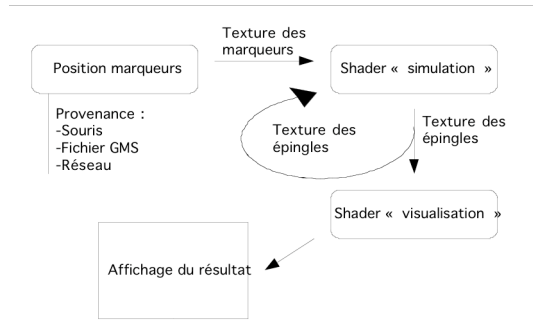 Texture des
marqueurs
Position marqueurs
Shader « simulation »
Provenance :
-Souris
-Fichier GMS
-Réseau
Texture des
épingles
Texture des
épingles
Shader « visualisation »
Affichage du résultat